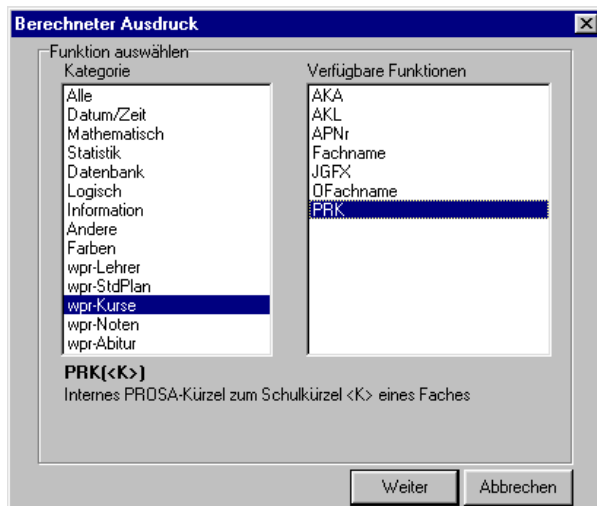 Berechneter Ausdruck
Funktion auswählen
Kategorie
Alle
Datum/Zeit
Mathematisch
Statistik
Datenbank
Logisch
Information
Andere
Farben
wpr-Lehrer
wpr-StdPlan
wpr-Kurse
wpr-Noten
wpr-Abitur
Verfügbare Funktionen
AKA
AKL
APNr
Fachname
JGFX
OFachname
PRK
PRK(<K>)
Internes PROSA-Kürzel zum Schulkürzel <K> eines Faches
Weiter
Abbrechen